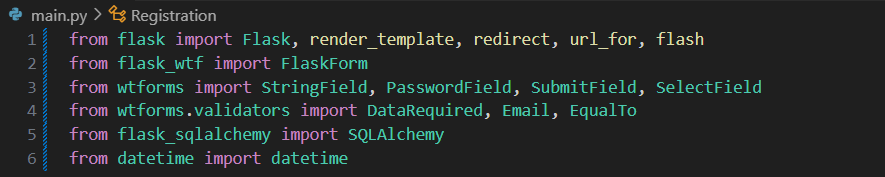 main.py > Registration
1 from flask import Flask, render_template, redirect, url_for, flash
2 from flask_wtf import FlaskForm
3 from wtforms import StringField, PasswordField, SubmitField, SelectField
4 from wtforms.validators import DataRequired, Email, EqualTo
5 from flask_sqlalchemy import SQLAlchemy
6 from datetime import datetime